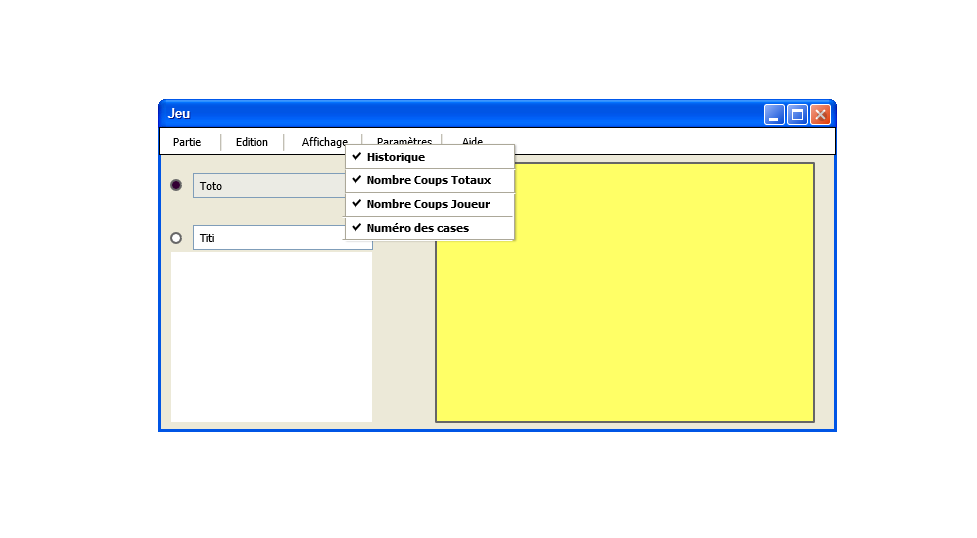 Jeu
Partie Edition Affichage Paramètres Aide
Historique
Nombre Coups Totaux
Toto
Nombre Coups Joueur
Numéro des cases
Titi